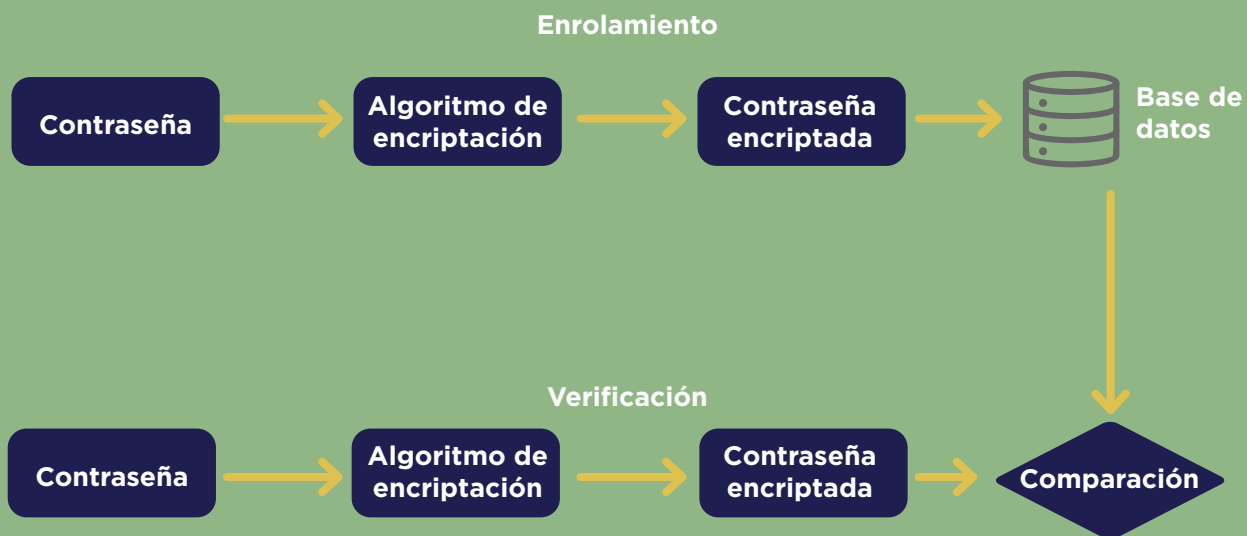 Enrolamiento
Contraseña
Algoritmo de
encriptación
Contraseña
encriptada
Base de
datos
Verificación
Contraseña
Algoritmo de
encriptación
Contraseña
encriptada
Comparación